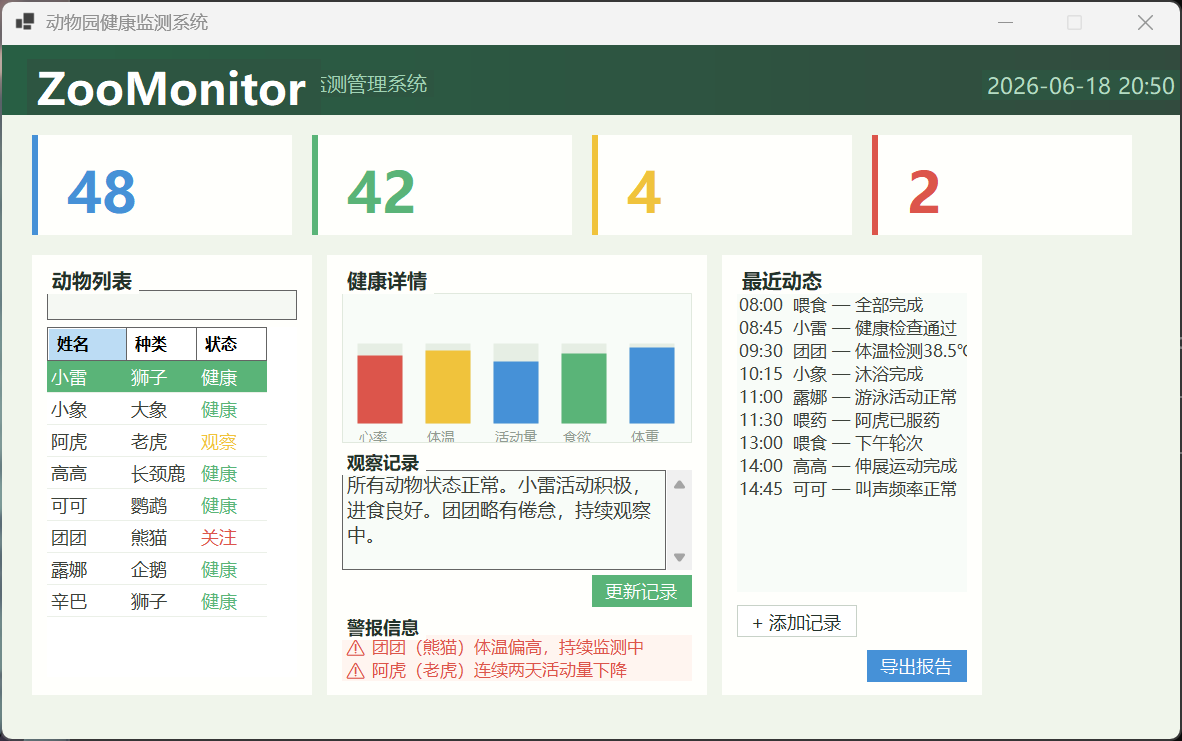 动物园健康监测系统
ZooMonitor 监测管理系统
2026-06-18 20:50
48
42
4
2
动物列表
姓名 种类 状态
小雷 狮子 健康
小象 大象 健康
阿虎 老虎 观察
高高 长颈鹿 健康
可可 鹦鹉 健康
团团 熊猫 关注
露娜 企鹅 健康
辛巴 狮子 健康
健康详情
心率 体温 活动量 食欲 体重
观察记录
所有动物状态正常。小雷活动积极，
进食良好。团团略有倦怠，持续观察
中。
更新记录
警报信息
⚠ 团团（熊猫）体温偏高，持续监测中
⚠ 阿虎（老虎）连续两天活动量下降
最近动态
08:00 喂食 — 全部完成
08:45 小雷 — 健康检查通过
09:30 团团 — 体温检测38.5°C
10:15 小象 — 沐浴完成
11:00 露娜 — 游泳活动正常
11:30 喂药 — 阿虎已服药
13:00 喂食 — 下午轮次
14:00 高高 — 伸展运动完成
14:45 可可 — 叫声频率正常
+ 添加记录
导出报告